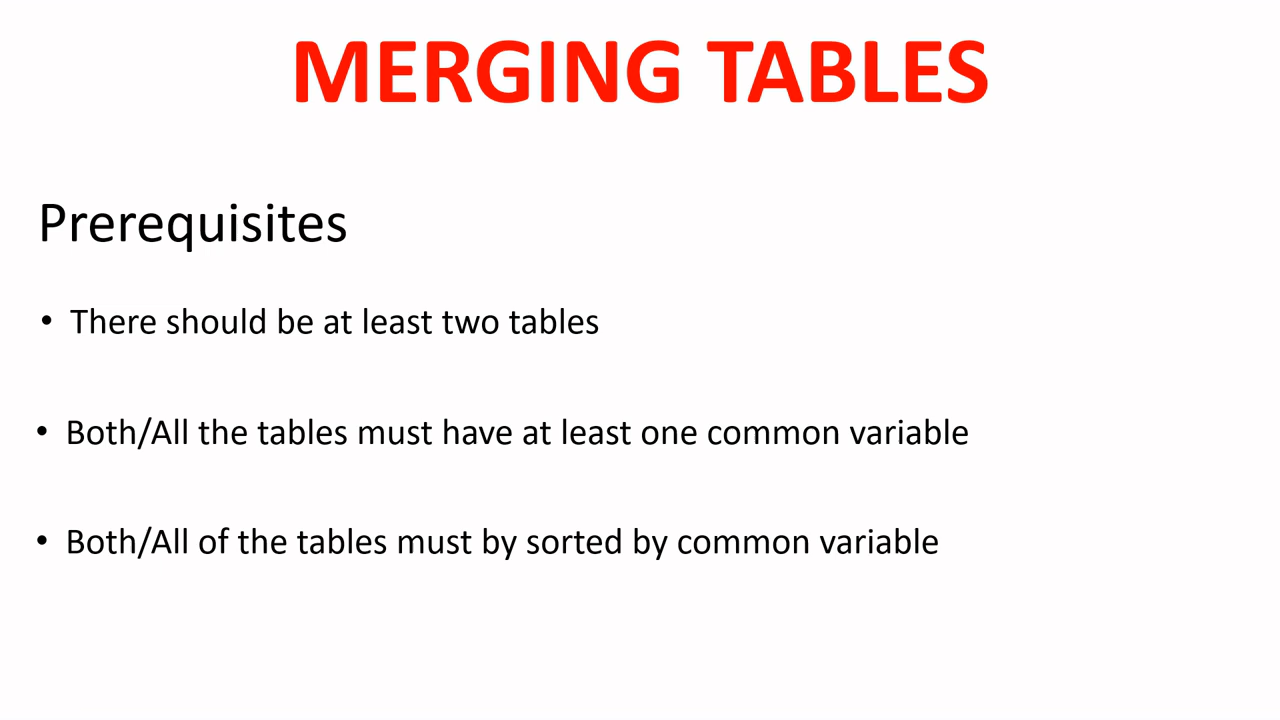 MERGING TABLES
Prerequisites
• There should be at least two tables
• Both/All the tables must have at least one common variable
• Both/All of the tables must by sorted by common variable